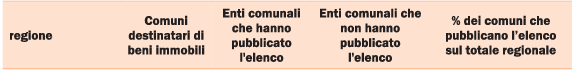 regione
Comuni
destinatari di
beni immobili
Enti comunali
che hanno
pubblicato
l'elenco
Enti comunali che
non hanno
pubblicato
l'elenco
% dei comuni che
pubblicano l'elenco
sul totale regionale